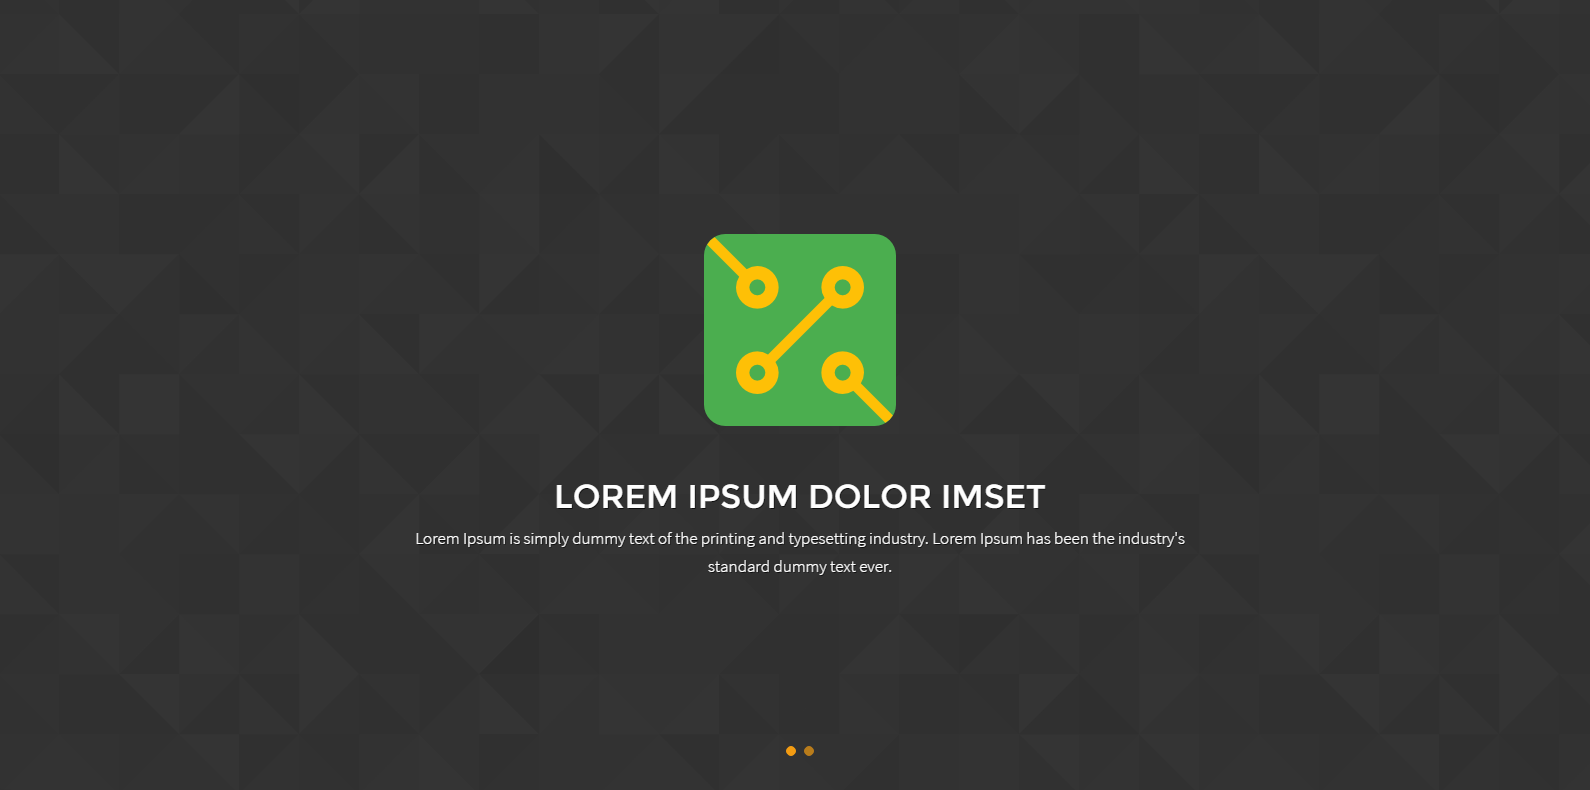 LOREM IPSUM DOLOR IMSET
Lorem Ipsum is simply dummy text of the printing and typesetting industry. Lorem Ipsum has been the industry's
standard dummy text ever.